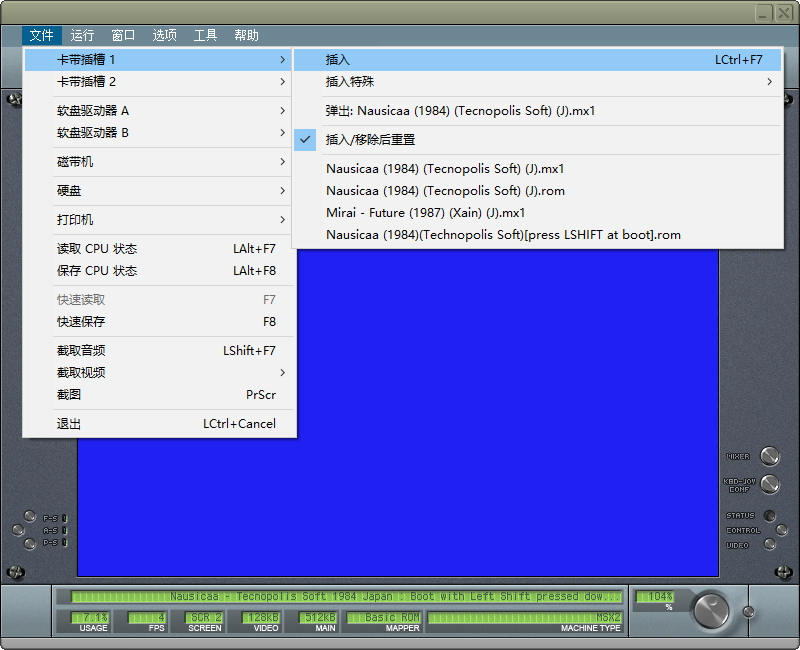 文件 运行 窗口 选项 工具 帮助
卡带插槽 1
卡带插槽 2
软盘驱动器 A
软盘驱动器 B
磁带机
硬盘
打印机
读取 CPU 状态 LAlt+F7
保存 CPU 状态 LAlt+F8
快速读取 F7
快速保存 F8
截取音频 LShift+F7
截取视频
截图 PrScr
退出 LCtrl+Cancel
插入 LCtrl+F7
插入特殊
弹出: Nausicaa (1984) (Tecnopolis Soft) (J).mx1
插入/移除后重置
Nausicaa (1984) (Tecnopolis Soft) (J).mx1
Nausicaa (1984) (Tecnopolis Soft) (J).rom
Mirai - Future (1987) (Xain) (J).mx1
Nausicaa (1984)(Technopolis Soft)[press LSHIFT at boot].rom
MIXER
KBD-JOY
CONF
STATUS
CONTROL
VIDEO
F-S
A-S
P-S
Nausicaa - Tecnopolis Soft 1984 Japan : Boot with Left Shift pressed dow...
104%
%
7.1% 4 SCR 2 128kB 512kB Basic ROM MSX2
USAGE FPS SCREEN VIDEO MAIN MAPPER MACHINE TYPE